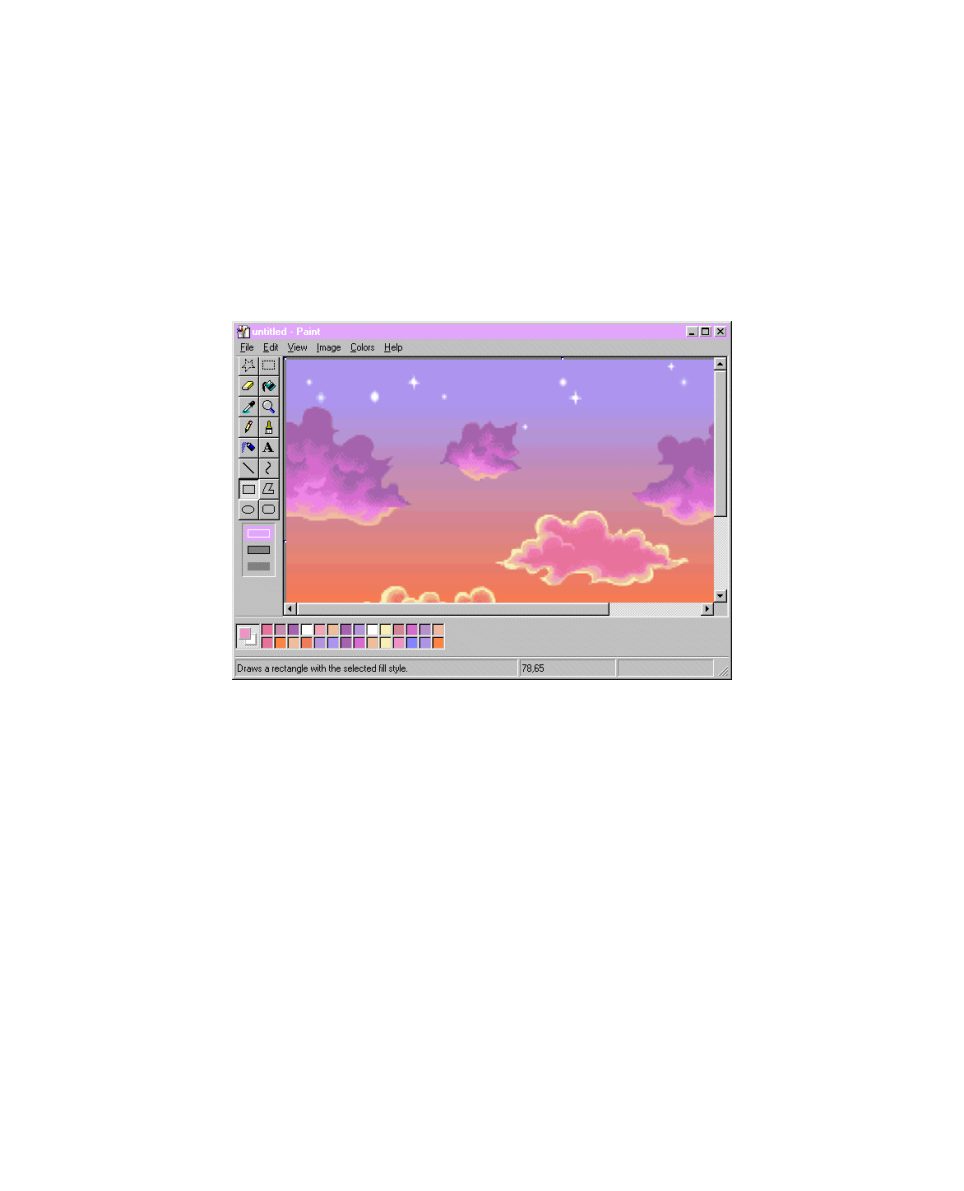 untitled - Paint
File Edit View Image Colors Help
A
Draws a rectangle with the selected fill style. 78,65